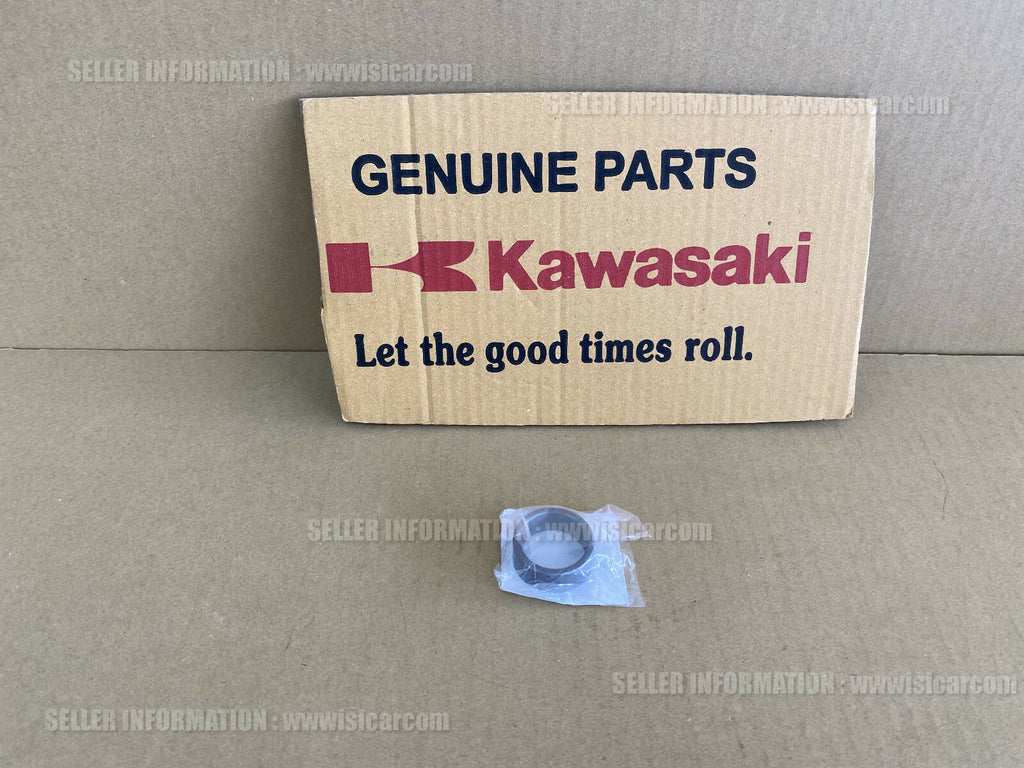 SELLER INFORMATION : wwwisicarcom
SELLER INFORMATION : wwwisicarcom
GENUINE PARTS
Kawasaki
Let the good times roll.
SELLER INFORMATION : wwwisicarcom
SELLER INFORMATION : wwwisicarcom
SELLER INFORMATION : wwwisicarcom